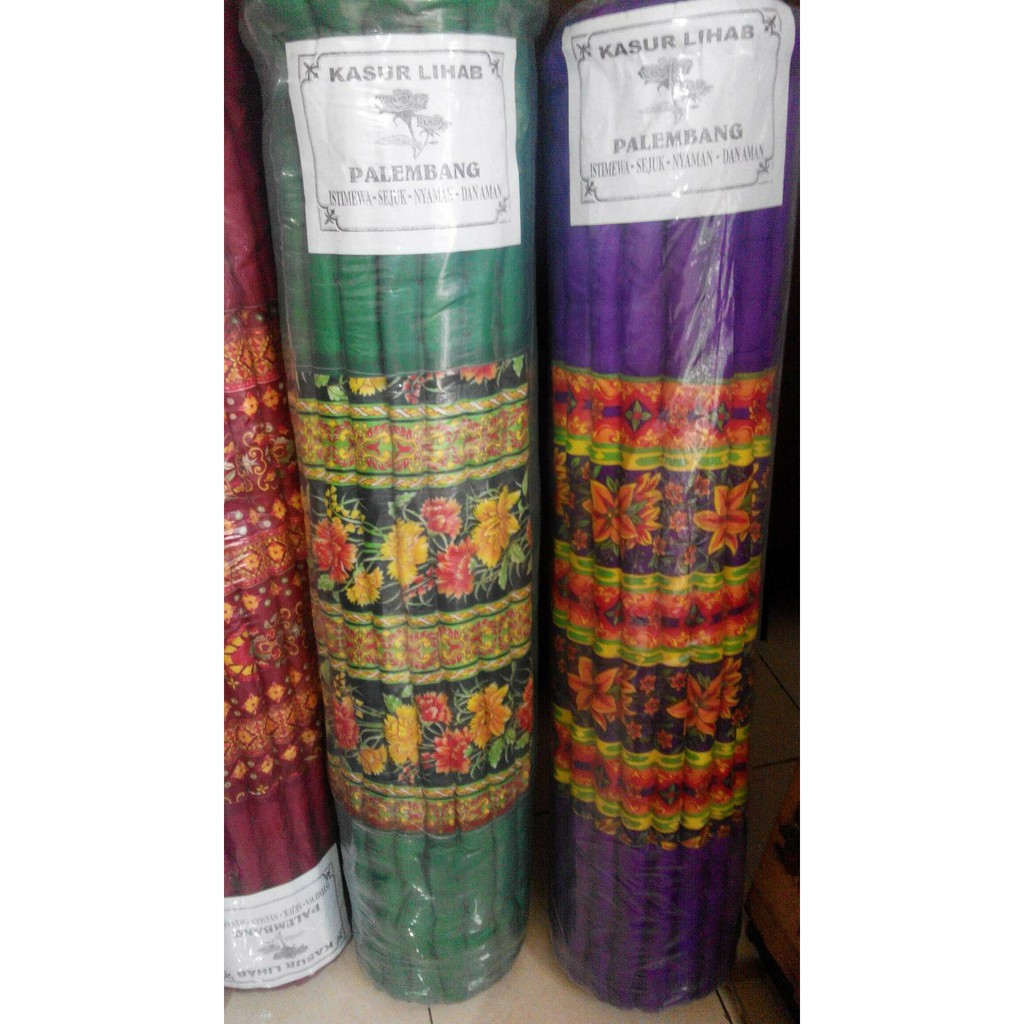 KASUR LIHAB
PALEMBANG
ISTIMEWA • SEJUK • NYAMAN • DAN AMAN
KASUR LIHAB
PALEMBANG
ISTIMEWA • SEJUK • NYAMAN • DAN AMAN
KASUR LIHAB
PALEMBANG